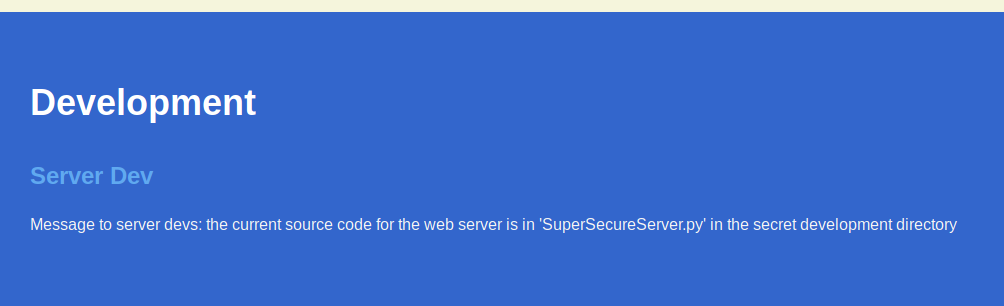 Development
Server Dev
Message to server devs: the current source code for the web server is in 'SuperSecureServer.py' in the secret development directory